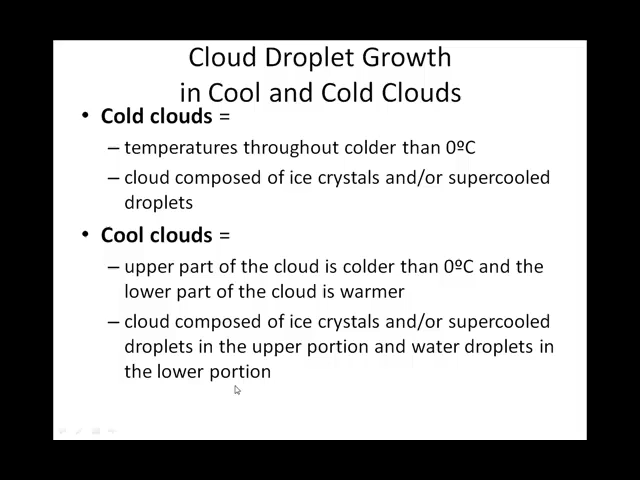 Cloud Droplet Growth
in Cool and Cold Clouds
• Cold clouds =
– temperatures throughout colder than 0ºC
– cloud composed of ice crystals and/or supercooled
droplets
• Cool clouds =
– upper part of the cloud is colder than 0ºC and the
lower part of the cloud is warmer
– cloud composed of ice crystals and/or supercooled
droplets in the upper portion and water droplets in
the lower portion